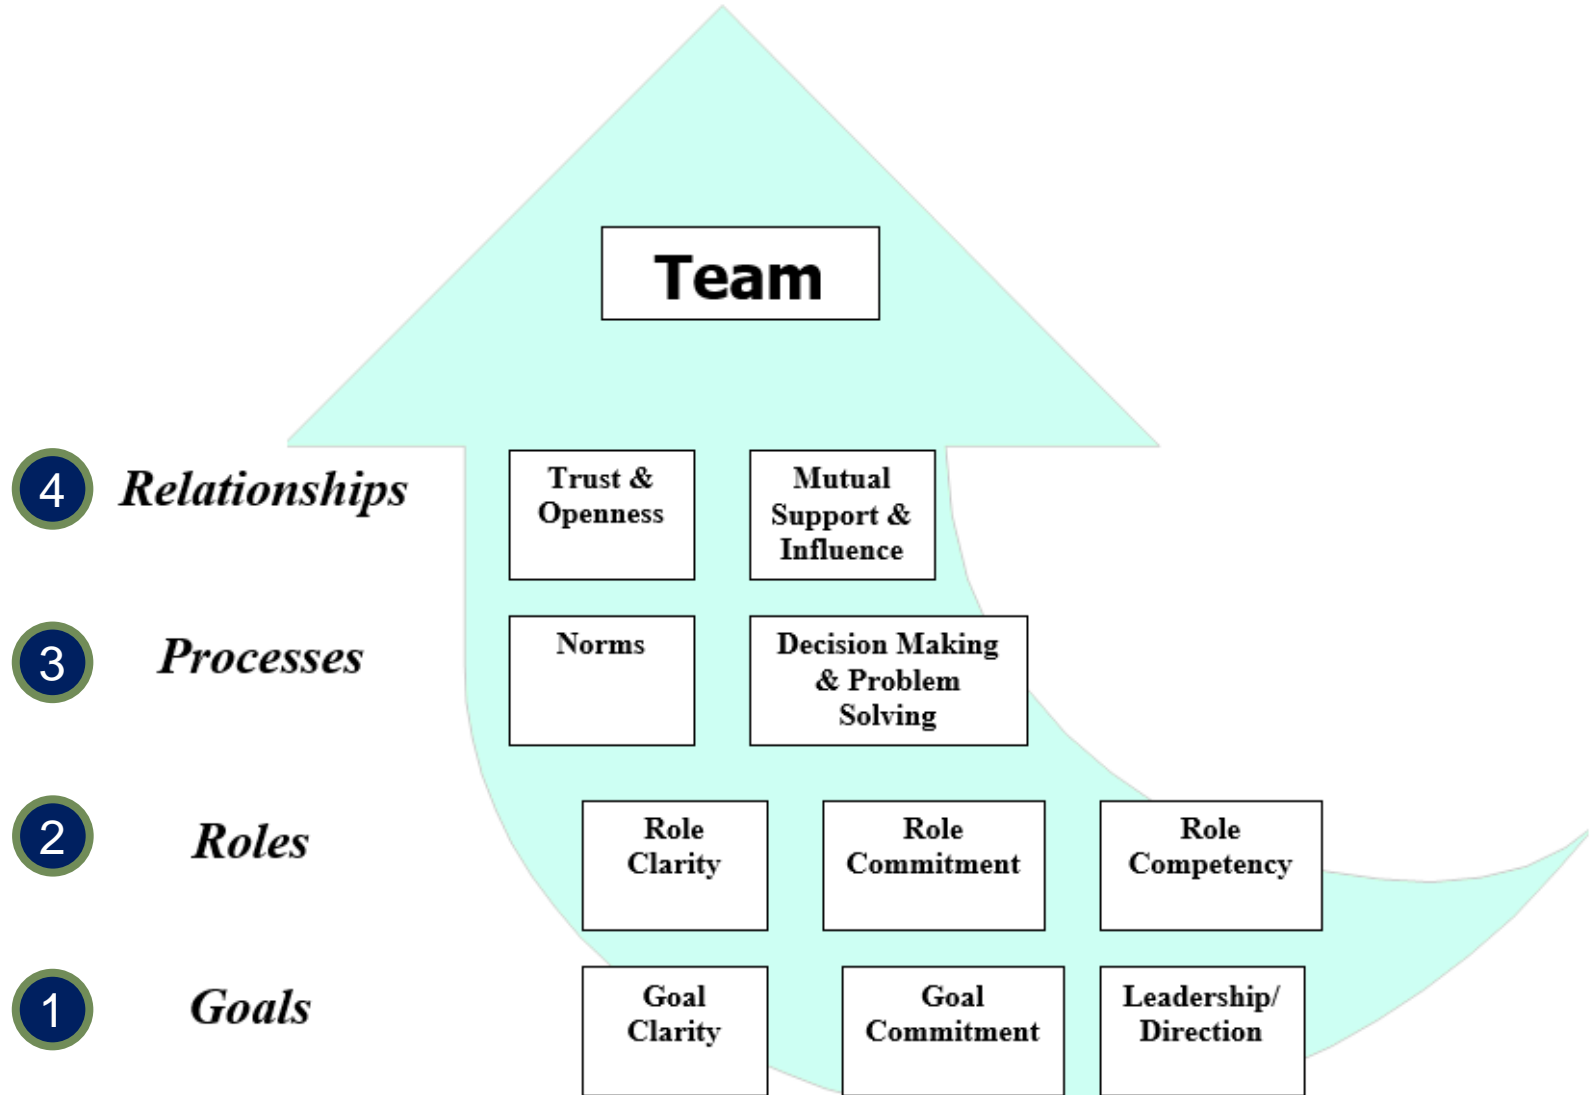 Team
4
Relationships
Trust &
Openness
Mutual
Support &
Influence
3
Processes
Norms
Decision Making
& Problem
Solving
2
Roles
Role
Clarity
Role
Commitment
Role
Competency
1
Goals
Goal
Clarity
Goal
Commitment
Leadership/
Direction